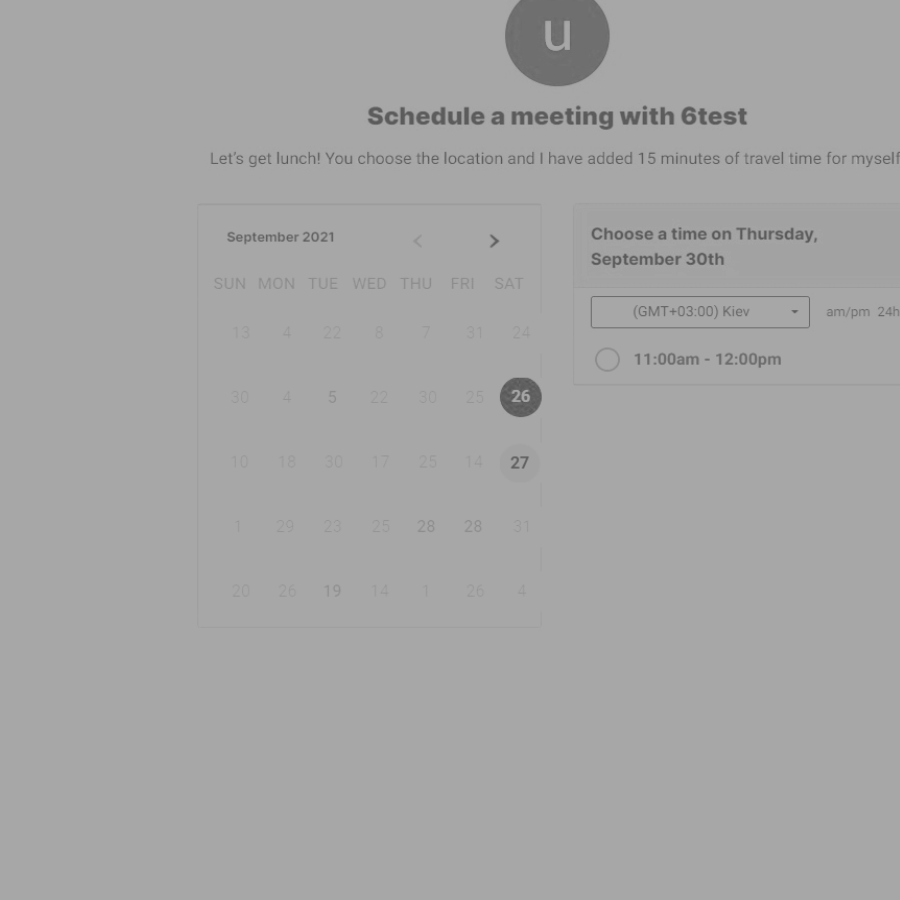 u
Schedule a meeting with 6test
Let's get lunch! You choose the location and I have added 15 minutes of travel time for myself
September 2021
SUN MON TUE WED THU FRI SAT
13 4 22 8 7 31 24
30 4 5 22 30 25 26
10 18 30 17 25 14 27
1 29 23 25 28 28 31
20 26 19 14 1 26 4
Choose a time on Thursday,
September 30th
(GMT+03:00) Kiev am/pm 24h
11:00am - 12:00pm